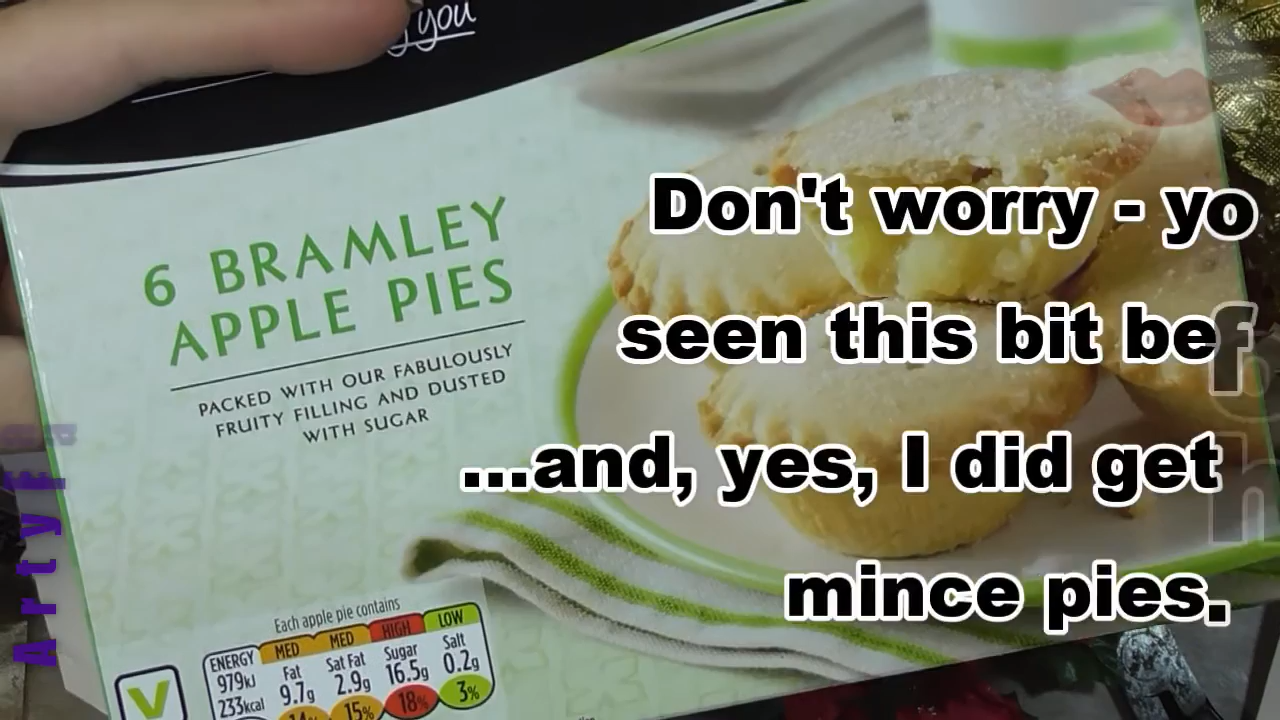 you
6 BRAMLEY
APPLE PIES
PACKED WITH OUR FABULOUSLY
FRUITY FILLING AND DUSTED
WITH SUGAR
Don't worry - yo
seen this bit bef
...and, yes, I did get
mince pies.
Each apple pie contains
ENERGY
979kJ
233kcal
MED
Fat
9.7g
14%
MED
Sat Fat
2.9g
15%
HIGH
Sugar
16.5g
18%
LOW
Salt
0.2g
3%
V